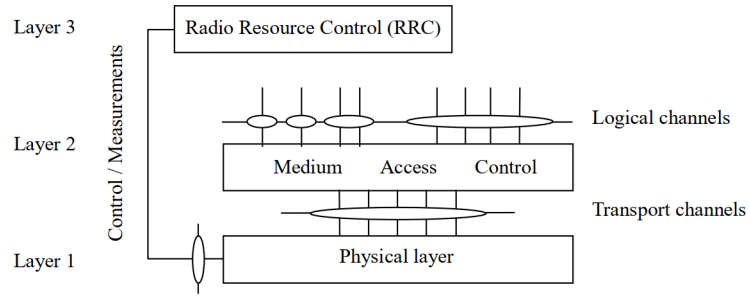 Layer 3
Radio Resource Control (RRC)
Control / Measurements
Logical channels
Layer 2
Medium Access Control
Transport channels
Layer 1
Physical layer